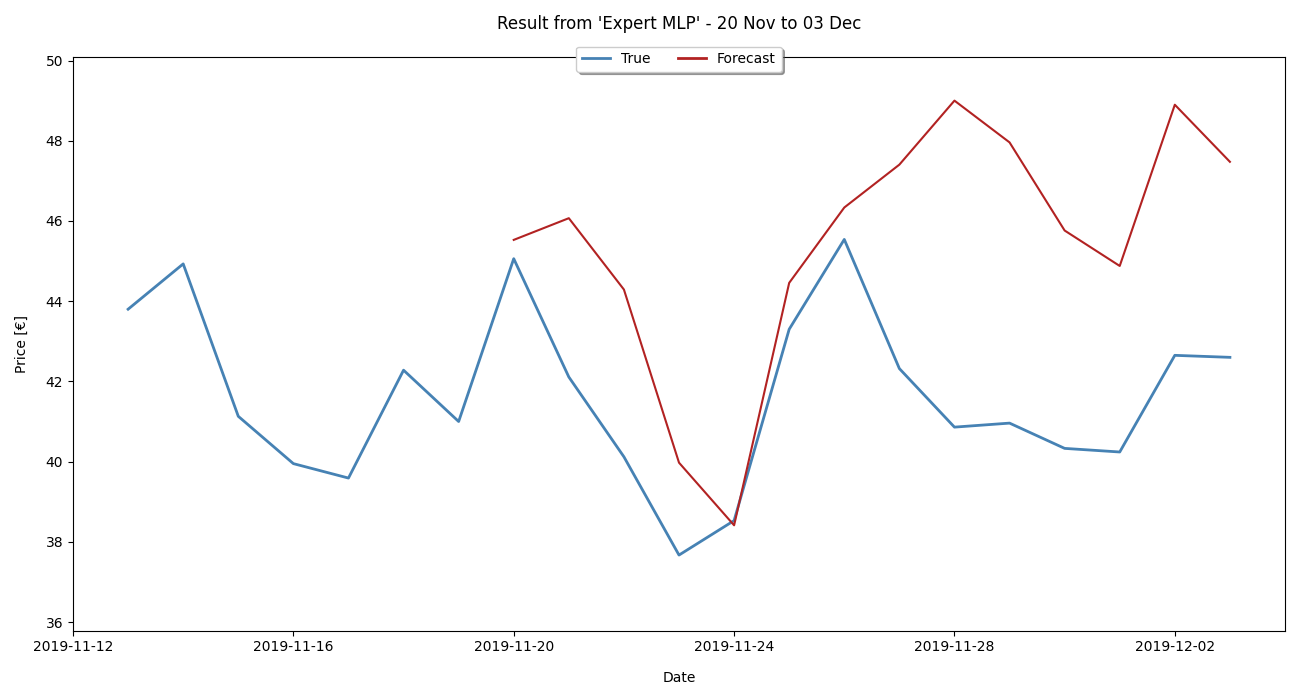 Result from 'Expert MLP' - 20 Nov to 03 Dec
True Forecast
50
48
46
44
42
40
38
36
Price [€]
2019-11-12 2019-11-16 2019-11-20 2019-11-24 2019-11-28 2019-12-02
Date